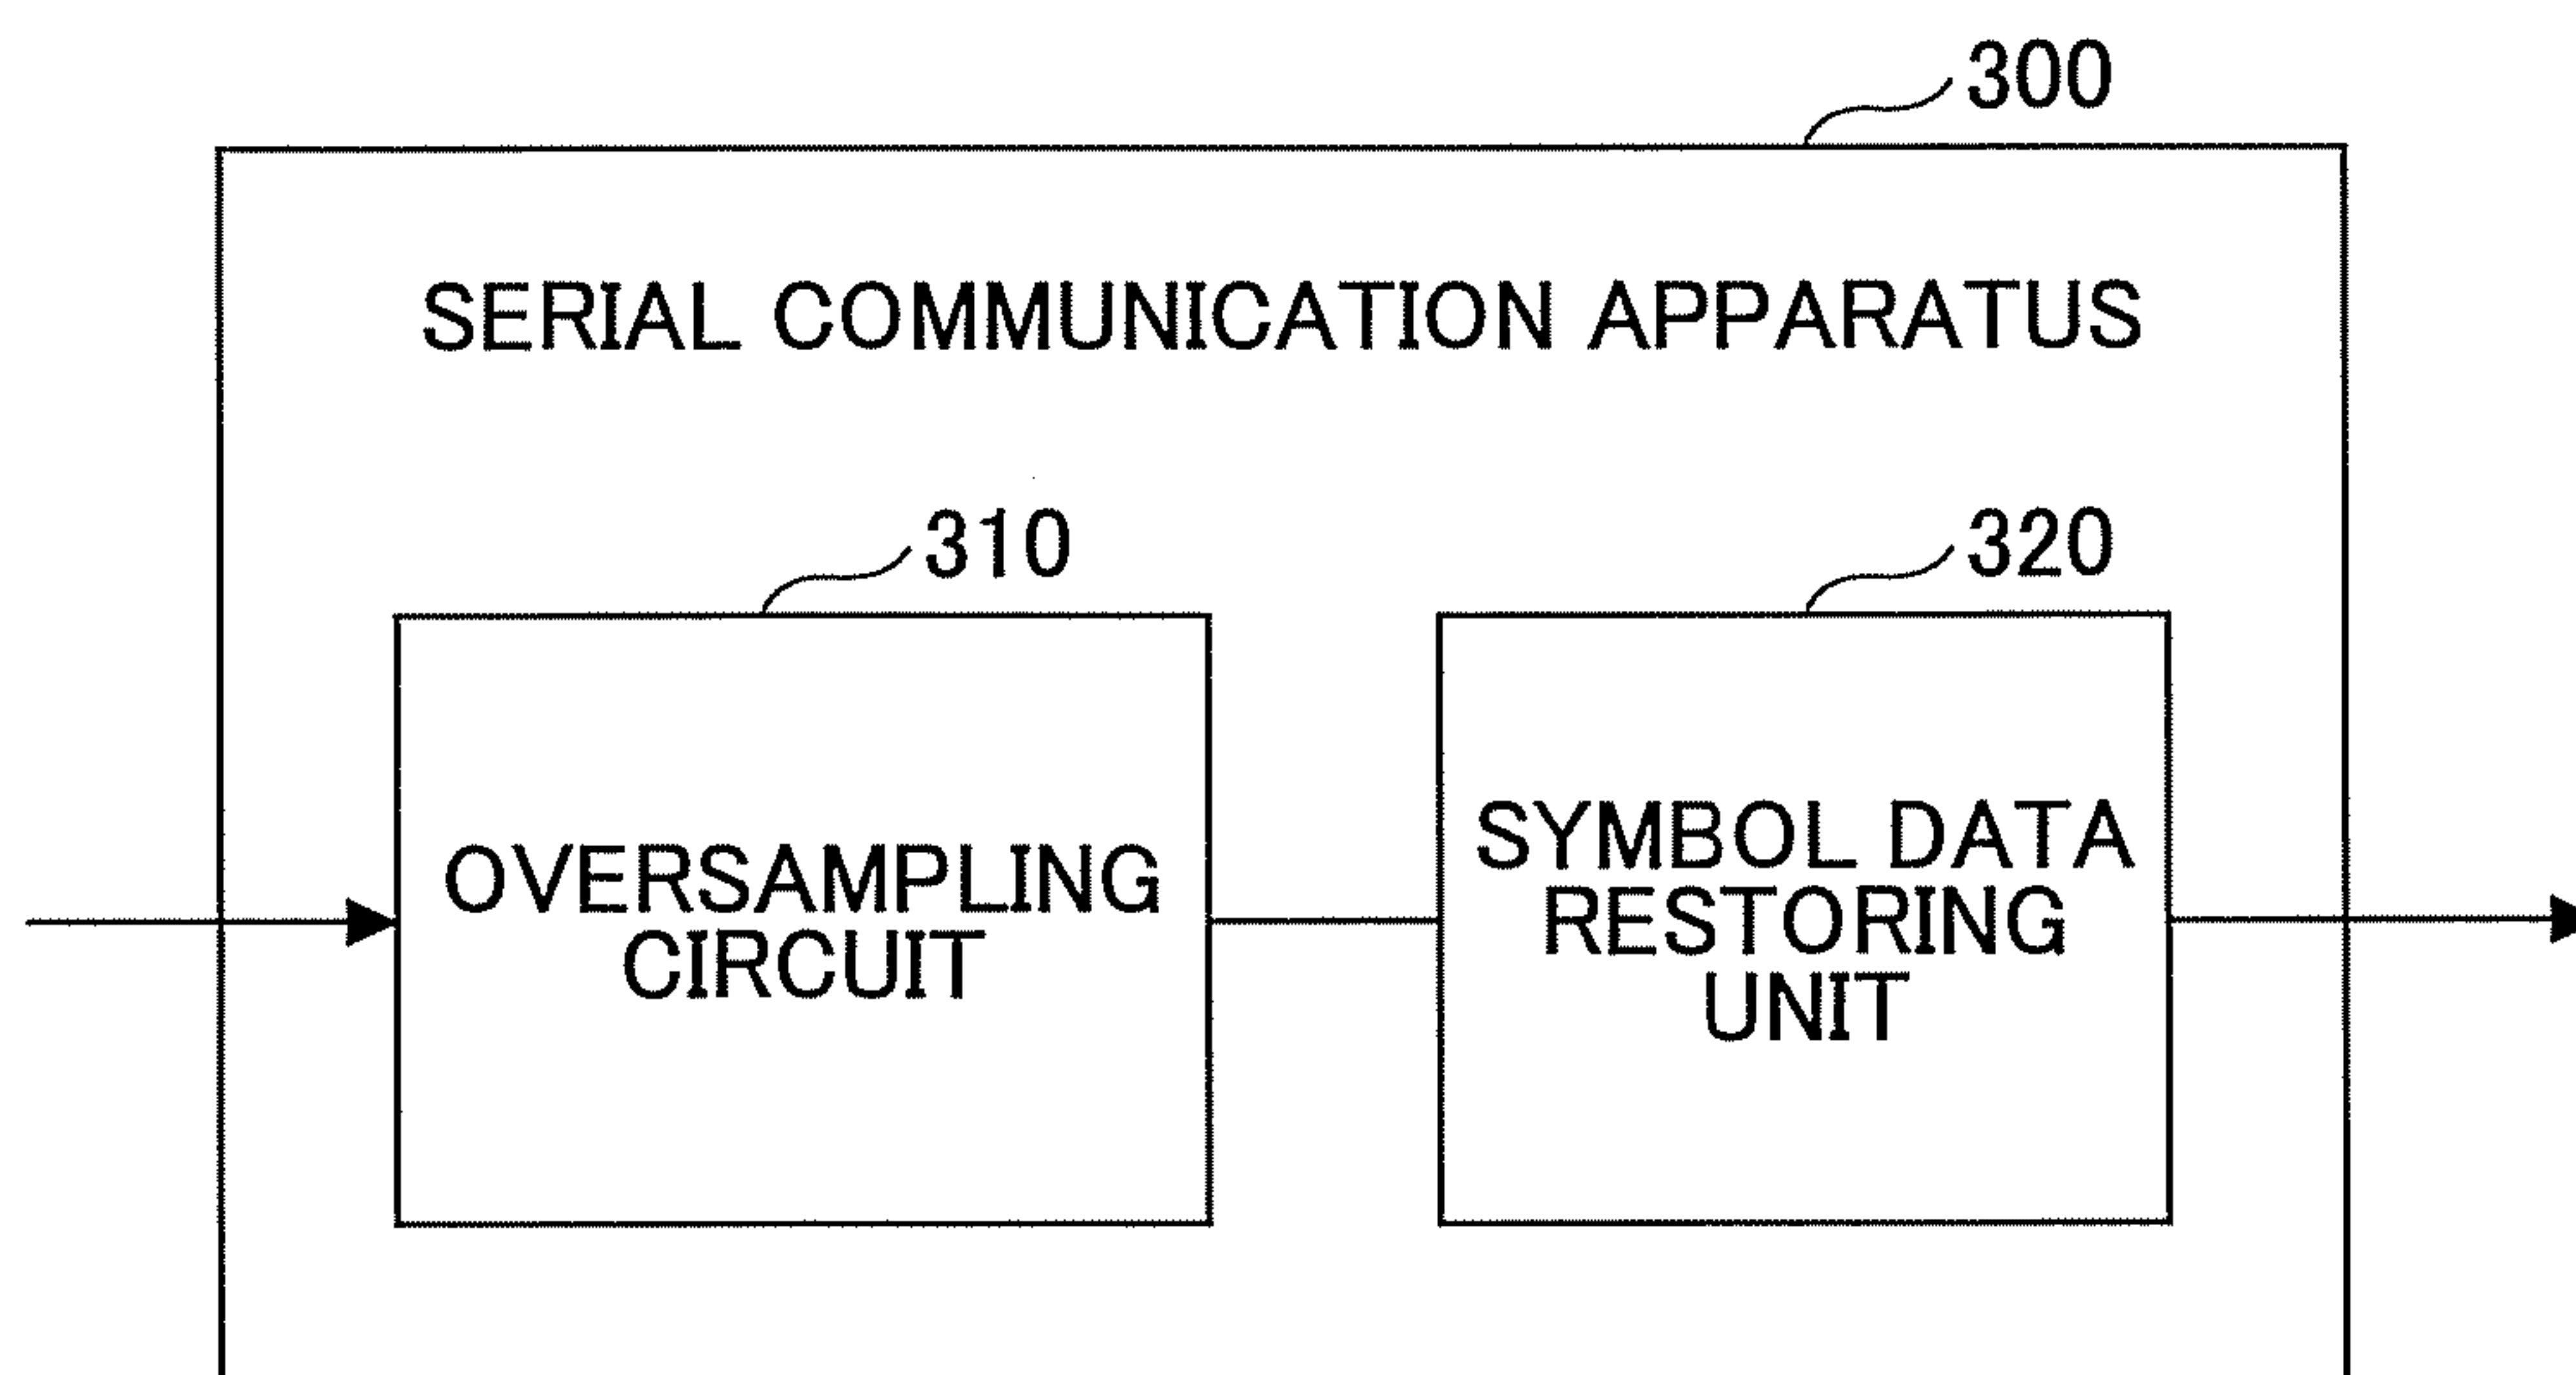 300
SERIAL COMMUNICATION APPARATUS
310
320
OVERSAMPLING
CIRCUIT
SYMBOL DATA
RESTORING
UNIT